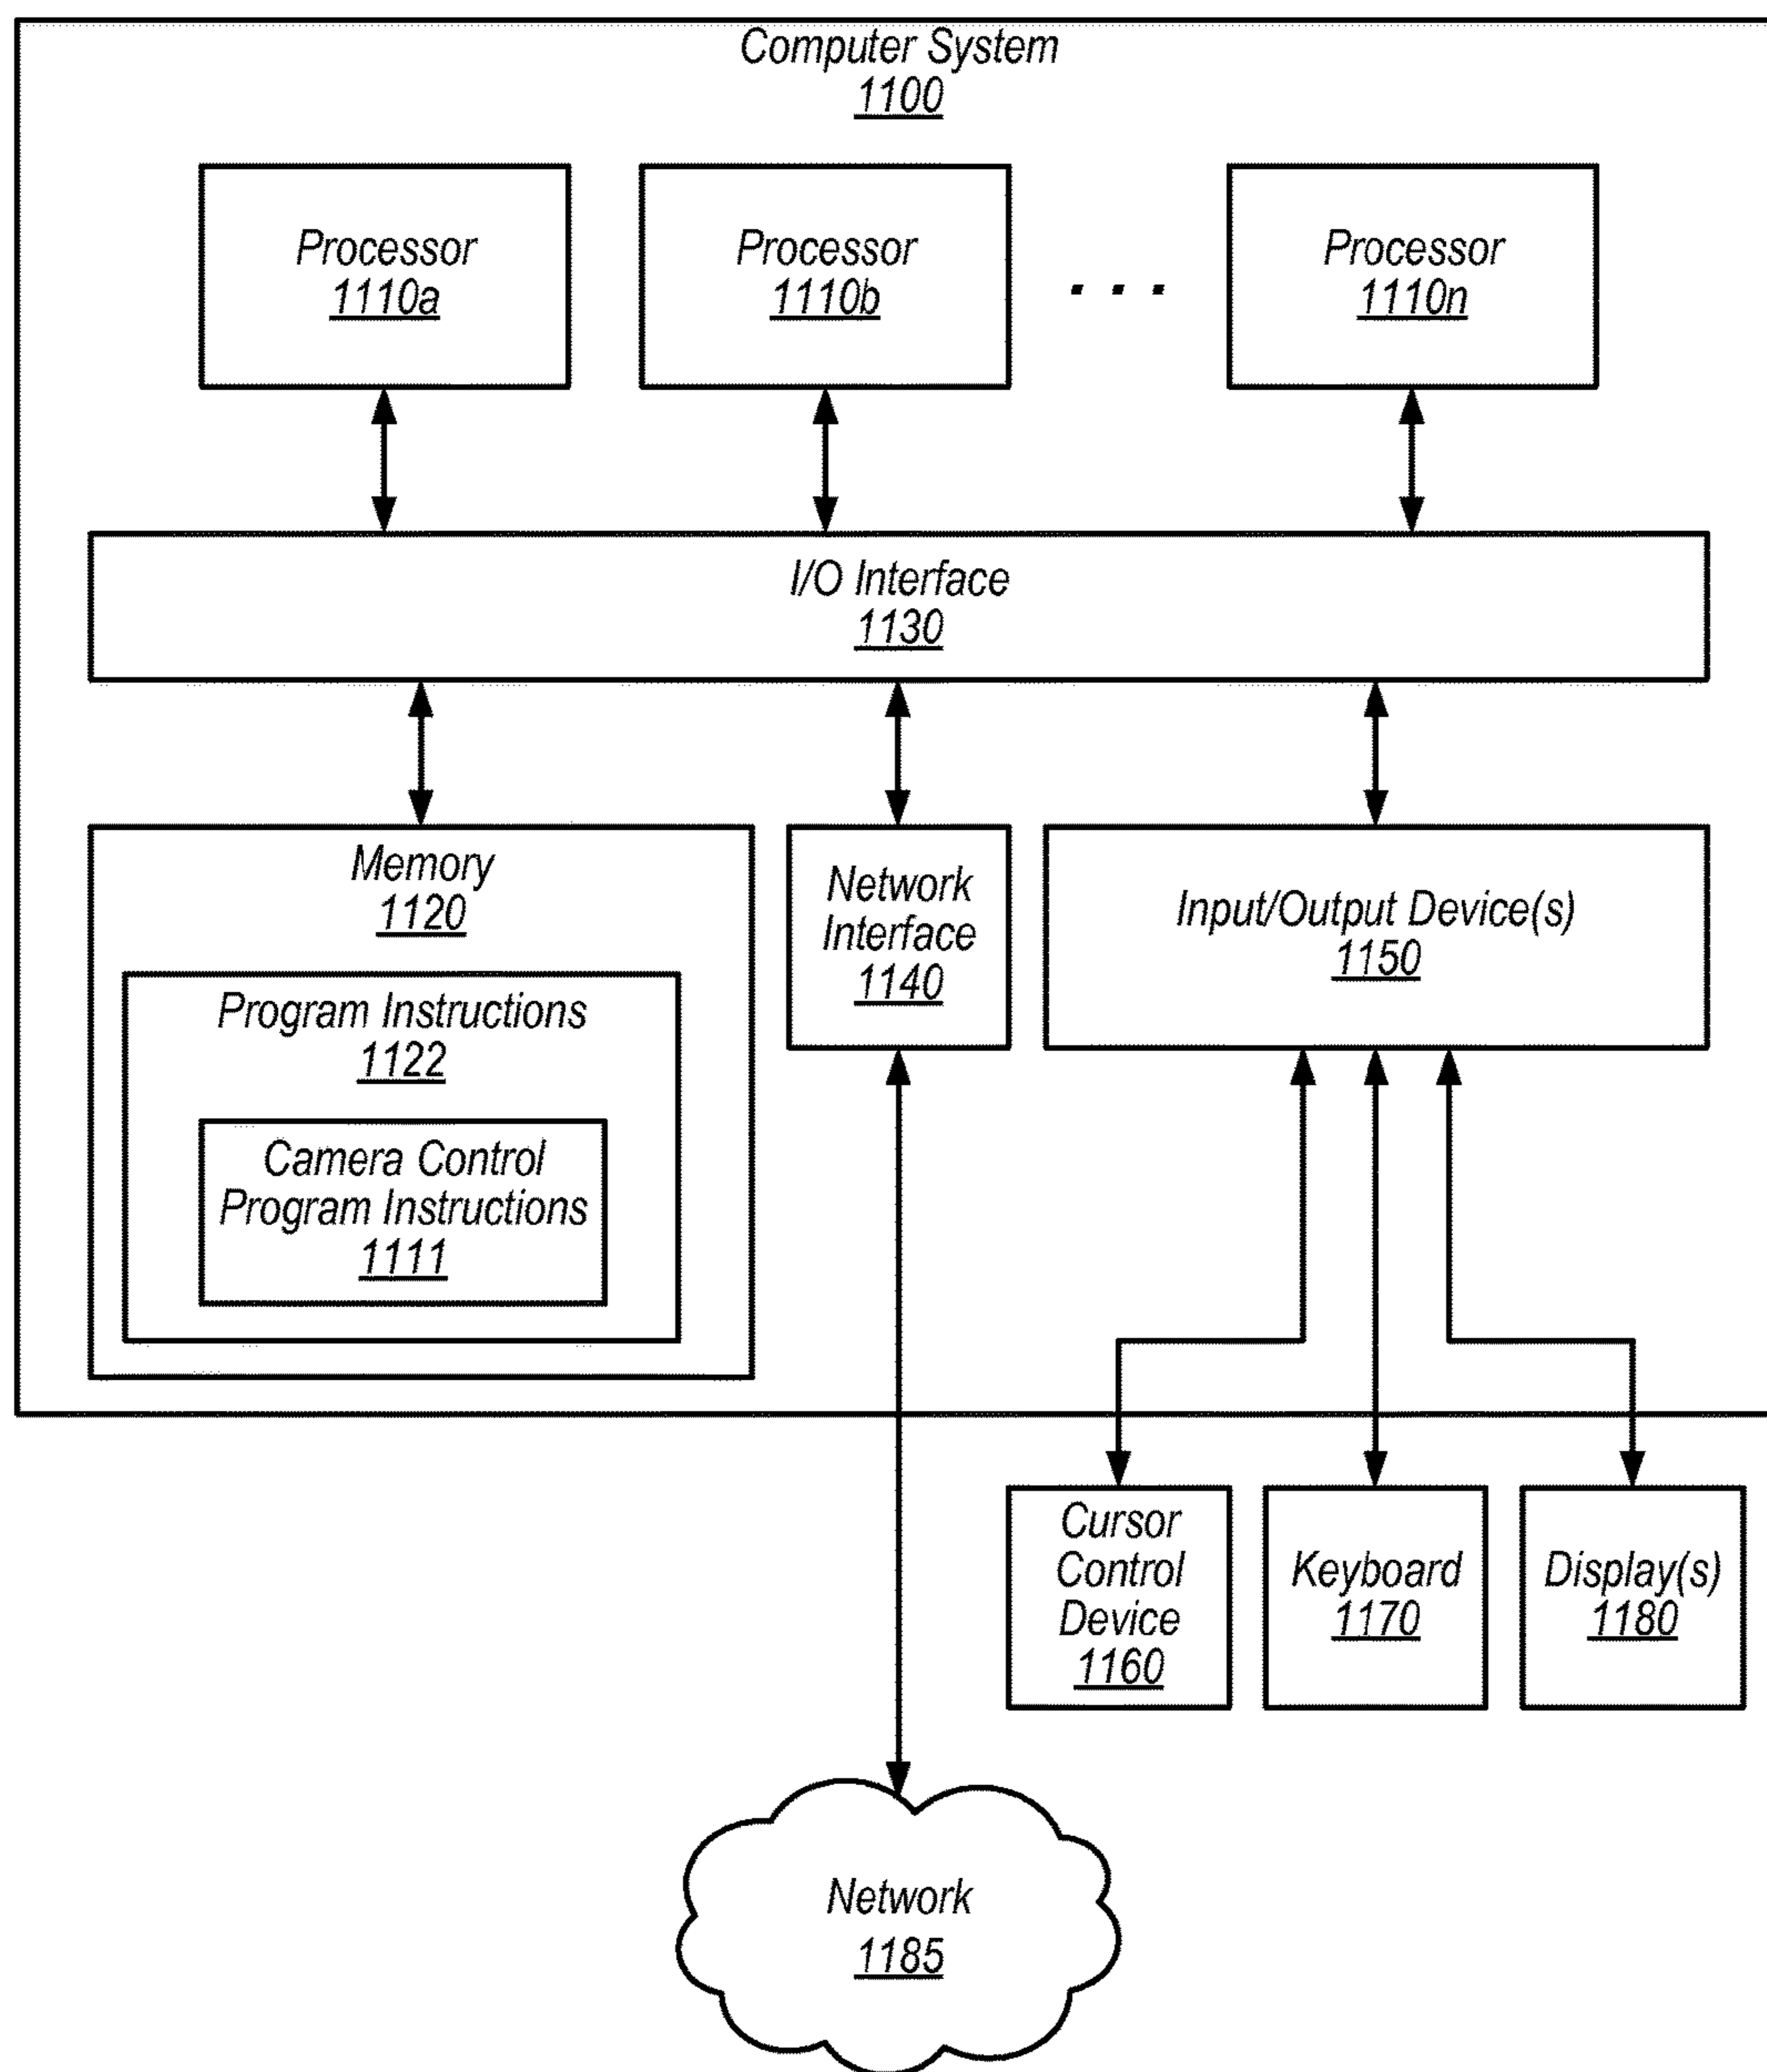 Computer System
1100
Processor
1110a
Processor
1110b
. . .
Processor
1110n
I/O Interface
1130
Memory
1120
Program Instructions
1122
Camera Control
Program Instructions
1111
Network
Interface
1140
Input/Output Device(s)
1150
Cursor
Control
Device
1160
Keyboard
1170
Display(s)
1180
Network
1185